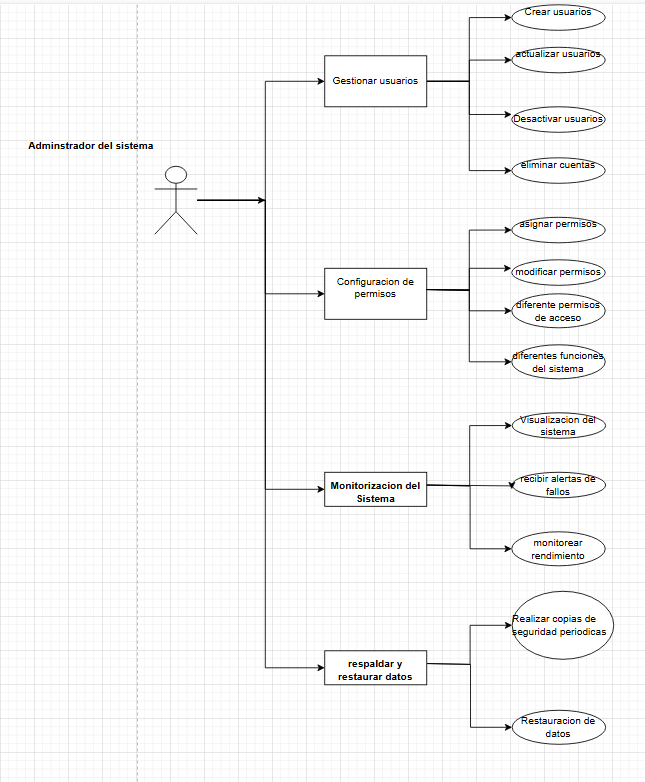 Crear usuarios
actualizar usuarios
Gestionar usuarios
Desactivar usuarios
Adminstrador del sistema
eliminar cuentas
asignar permisos
modificar permisos
Configuracion de
permisos
diferente permisos
de acceso
diferentes funciones
del sistema
Visualizacion del
sistema
Monitorizacion del
Sistema
recibir alertas de
fallos
monitorear
rendimiento
Realizar copias de
seguridad periodicas
respaldar y
restaurar datos
Restauracion de
datos